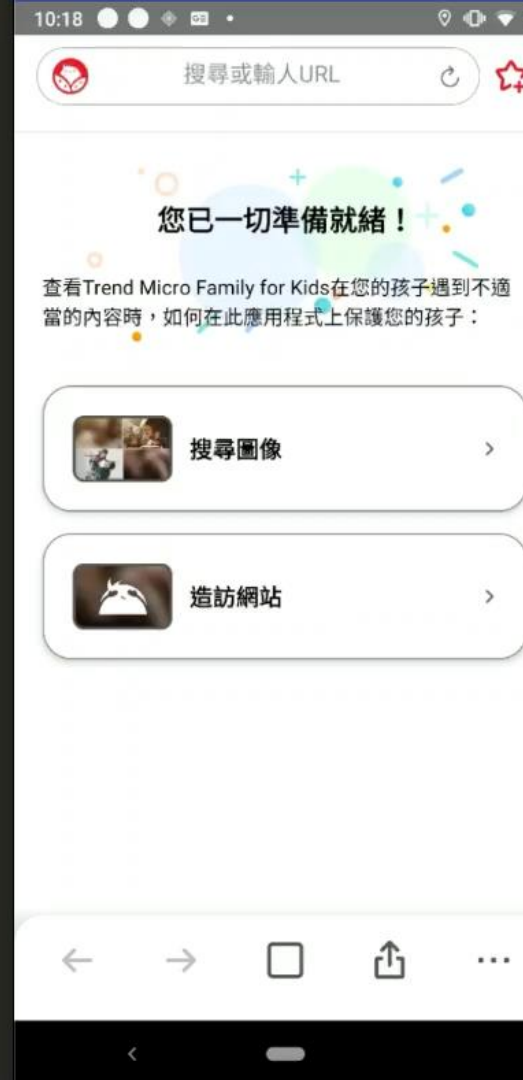 10:18
搜尋或輸人URL
您已一切準備就緒！
查看Trend Micro Family for Kids在您的孩子遇到不適
當的內容時，如何在此應用程式上保護您的孩子：
搜尋圖像
造訪網站